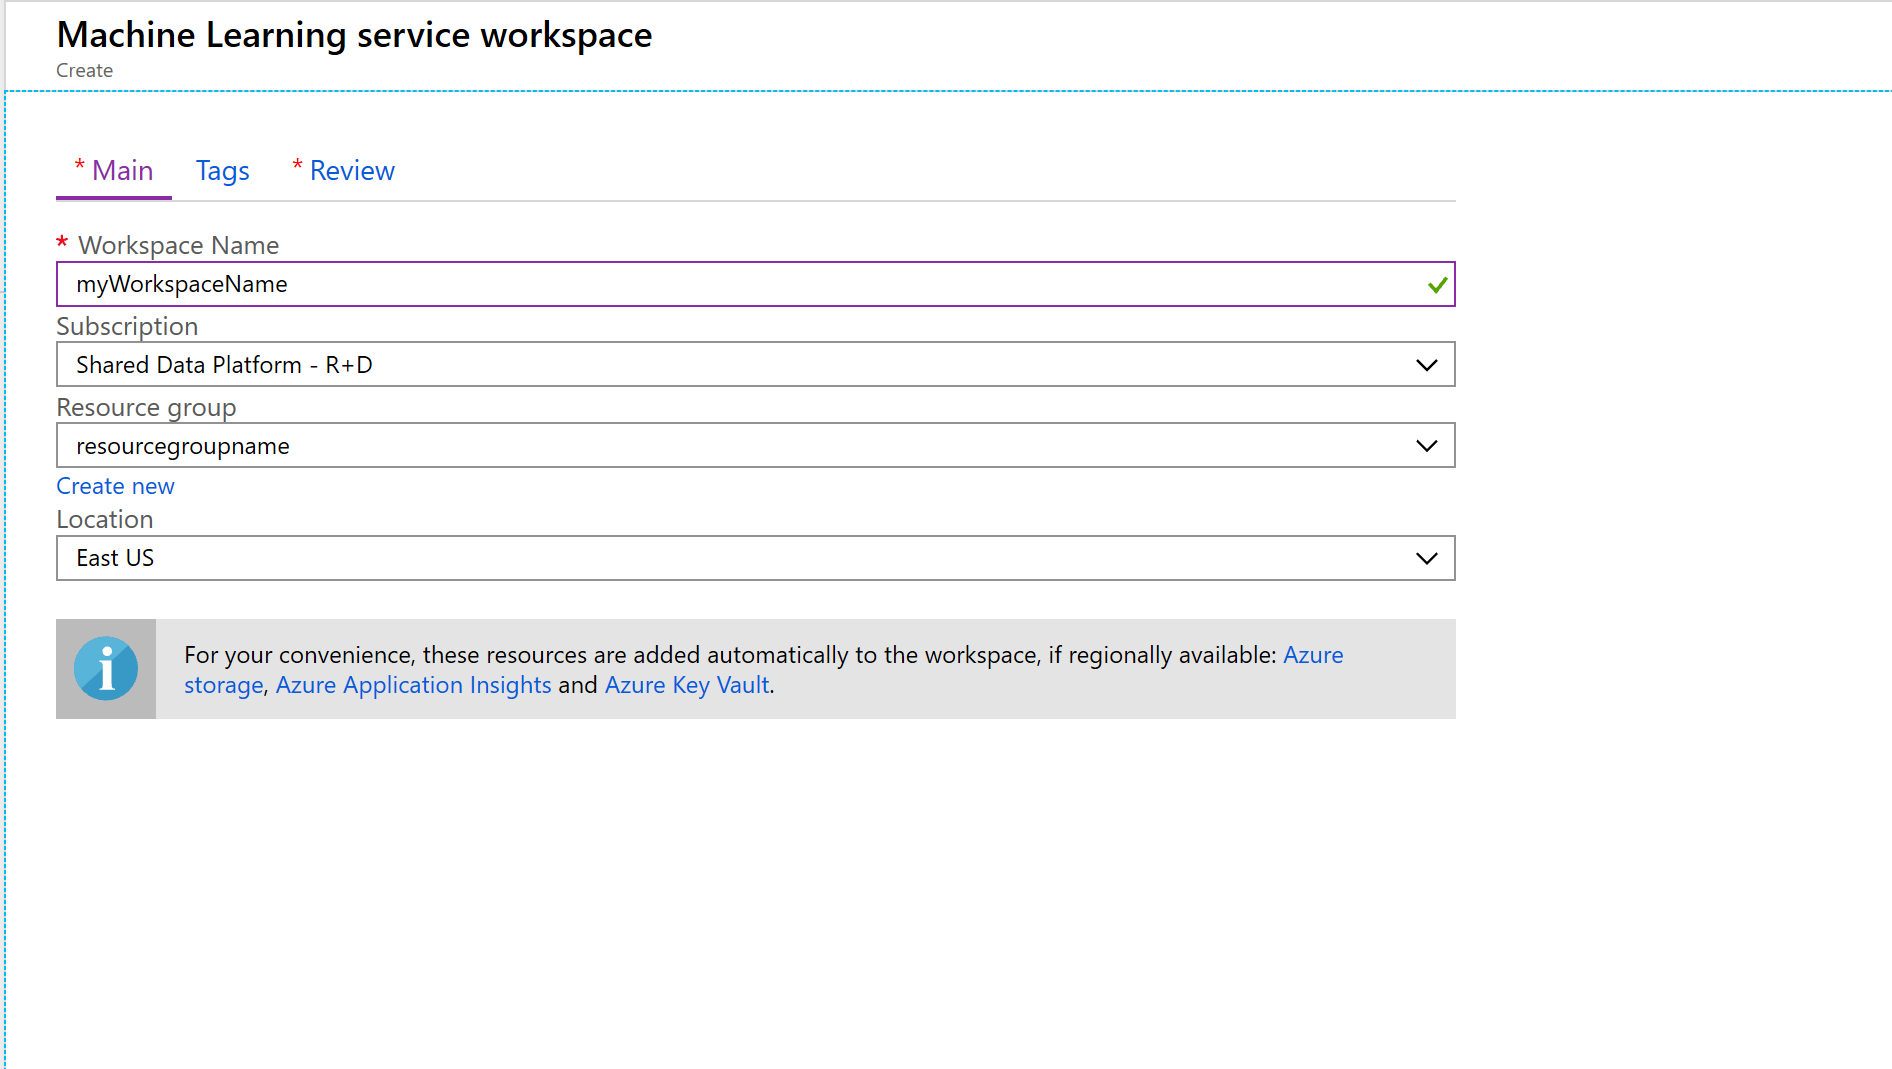 Machine Learning service workspace
Create
* Main Tags * Review
* Workspace Name
myWorkspaceName
Subscription
Shared Data Platform - R+D
Resource group
resourcegroupname
Create new
Location
East US
For your convenience, these resources are added automatically to the workspace, if regionally available: Azure
storage, Azure Application Insights and Azure Key Vault.